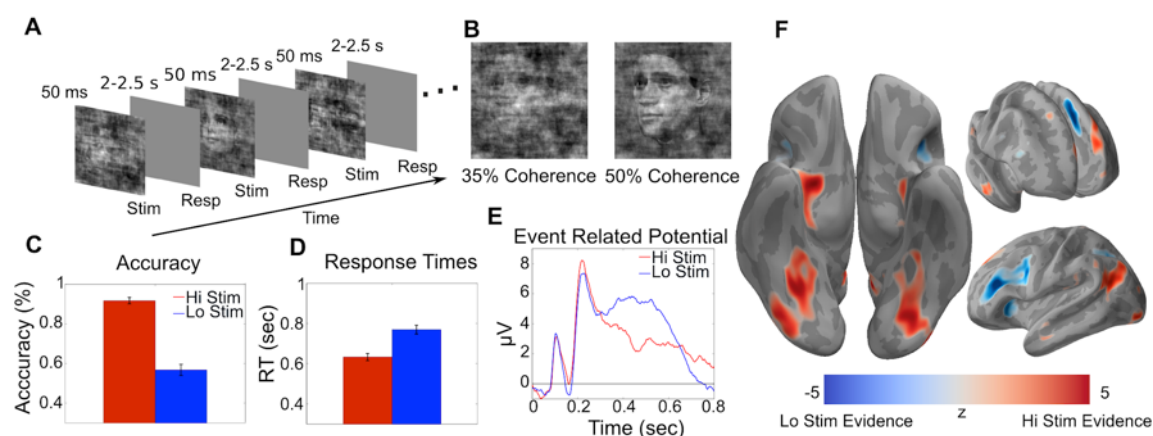 A
50 ms
2-2.5 s
50 ms
2-2.5 s
50 ms
2-2.5 s
Stim
Resp
Stim
Resp
Stim
Resp
Time
B
35% Coherence
50% Coherence
C
Accuracy
Acccuracy (%)
1
0.8
0.6
0.4
Hi Stim
Lo Stim
D
Response Times
RT (sec)
1
0.8
0.6
0.4
E
Event Related Potential
Hi Stim
Lo Stim
µV
8
6
4
2
0
0
0.2
0.4
0.6
0.8
Time (sec)
F
-5
5
Lo Stim Evidence
z
Hi Stim Evidence